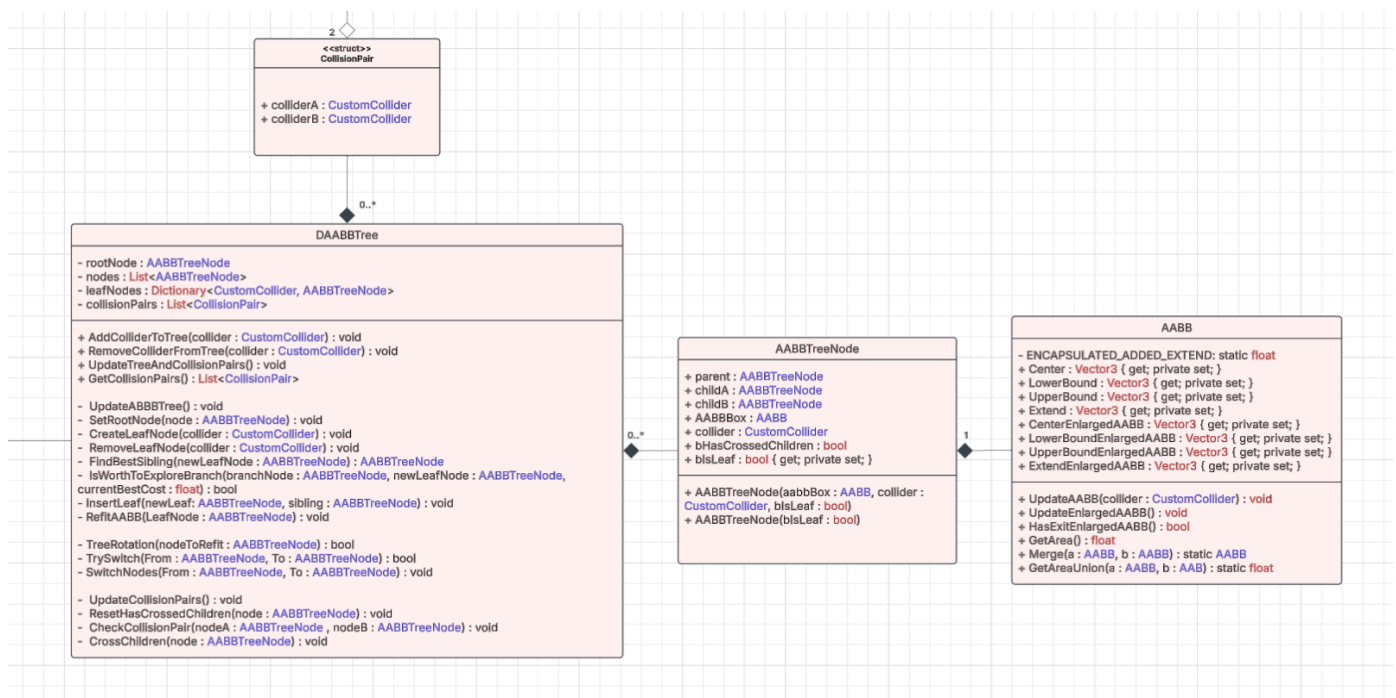 2
<<struct>>
CollisionPair
+ colliderA : CustomCollider
+ colliderB : CustomCollider
0..*
DAABBTree
- rootNode : AABBTreeNode
- nodes : List<AABBTreeNode>
- leafNodes : Dictionary<CustomCollider, AABBTreeNode>
- collisionPairs : List<CollisionPair>
+ AddColliderToTree(collider : CustomCollider) : void
+ RemoveColliderFromTree(collider : CustomCollider) : void
+ UpdateTreeAndCollisionPairs() : void
+ GetCollisionPairs() : List<CollisionPair>
- UpdateABBBTree() : void
- SetRootNode(node : AABBTreeNode) : void
- CreateLeafNode(collider : CustomCollider) : void
- RemoveLeafNode(collider : CustomCollider) : void
- FindBestSibling(newLeafNode : AABBTreeNode) : AABBTreeNode
- IsWorthToExploreBranch(branchNode : AABBTreeNode, newLeafNode : AABBTreeNode,
currentBestCost : float) : bool
- InsertLeaf(newLeaf: AABBTreeNode, sibling : AABBTreeNode) : void
- RefitAABB(LeafNode : AABBTreeNode) : void
- TreeRotation(nodeToRefit : AABBTreeNode) : bool
- TrySwitch(From : AABBTreeNode, To : AABBTreeNode) : bool
- SwitchNodes(From : AABBTreeNode, To : AABBTreeNode) : void
- UpdateCollisionPairs() : void
- ResetHasCrossedChildren(node : AABBTreeNode) : void
- CheckCollisionPair(nodeA : AABBTreeNode , nodeB : AABBTreeNode) : void
- CrossChildren(node : AABBTreeNode) : void
0..*
AABBTreeNode
+ parent : AABBTreeNode
+ childA : AABBTreeNode
+ childB : AABBTreeNode
+ AABBBox : AABB
+ collider : CustomCollider
+ bHasCrossedChildren : bool
+ bIsLeaf : bool { get; private set; }
+ AABBTreeNode(aabbBox : AABB, collider :
CustomCollider, bIsLeaf : bool)
+ AABBTreeNode(bIsLeaf : bool)
1
AABB
- ENCAPSULATED_ADDED_EXTEND: static float
+ Center : Vector3 { get; private set; }
+ LowerBound : Vector3 { get; private set; }
+ UpperBound : Vector3 { get; private set; }
+ Extend : Vector3 { get; private set; }
+ CenterEnlargedAABB : Vector3 { get; private set; }
+ LowerBoundEnlargedAABB : Vector3 { get; private set; }
+ UpperBoundEnlargedAABB : Vector3 { get; private set; }
+ ExtendEnlargedAABB : Vector3 { get; private set; }
+ UpdateAABB(collider : CustomCollider) : void
+ UpdateEnlargedAABB() : void
+ HasExitEnlargedAABB() : bool
+ GetArea() : float
+ Merge(a : AABB, b : AABB) : static AABB
+ GetAreaUnion(a : AABB, b : AAB) : static float